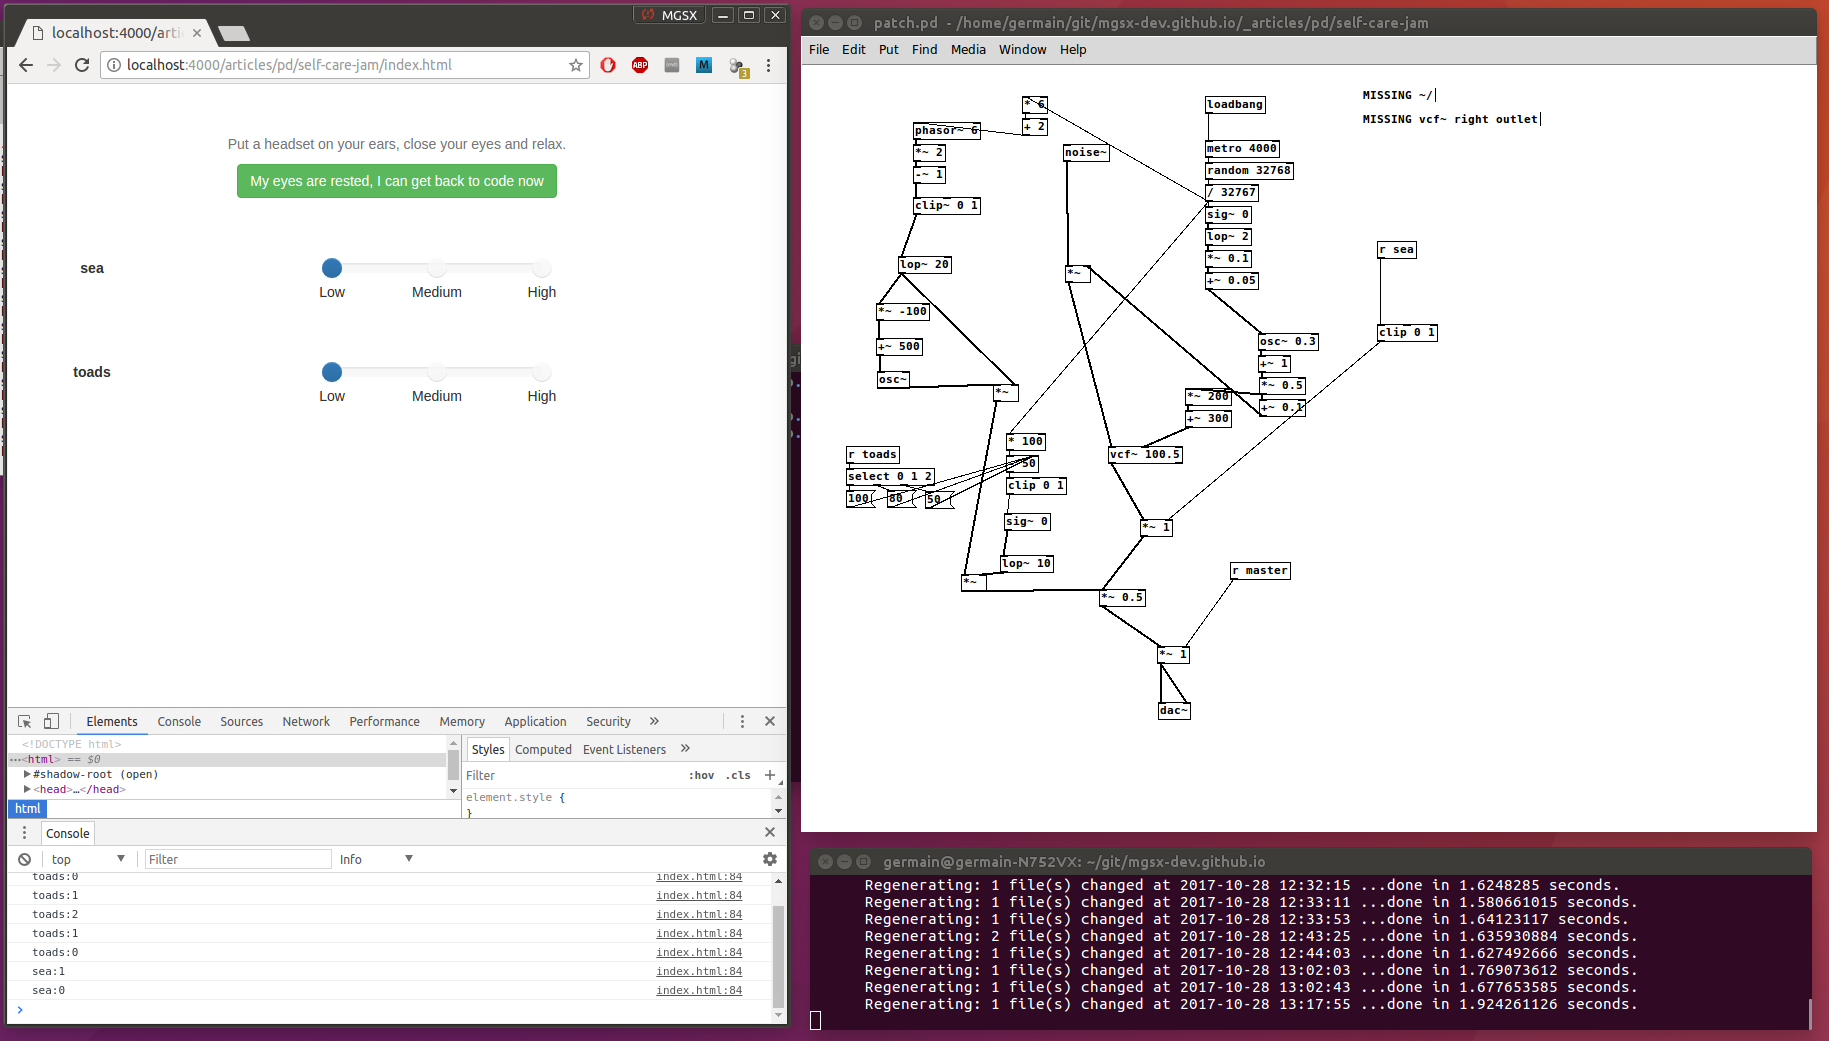 MGSX
localhost:4000/arti
localhost:4000/articles/pd/self-care-jam/index.html
ABP
M
3
Put a headset on your ears, close your eyes and relax.
My eyes are rested, I can get back to code now
sea
Low Medium High
toads
Low Medium High
Elements Console Sources Network Performance Memory Application Security »
<!DOCTYPE html>
•••<html> == $0
▶#shadow-root (open)
▶<head>…</head>
html
Styles Computed Event Listeners »
Filter :hov .cls +
element.style {
}
Console
top ▼ Filter Info ▼
toads:0 index.html:84
toads:1 index.html:84
toads:2 index.html:84
toads:1 index.html:84
toads:0 index.html:84
sea:1 index.html:84
sea:0 index.html:84
>
patch.pd - /home/germain/git/mgsx-dev.github.io/_articles/pd/self-care-jam
File Edit Put Find Media Window Help
MISSING ~/
MISSING vcf~ right outlet
* 6
+ 2
phasor~ 6
*~ 2
-~ 1
clip~ 0 1
lop~ 20
*~ -100
+~ 500
osc~
*~
noise~
*~
loadbang
metro 4000
random 32768
/ 32767
sig~ 0
lop~ 2
*~ 0.1
+~ 0.05
osc~ 0.3
+~ 1
*~ 0.5
+~ 0.1
*~ 200
+~ 300
vcf~ 100.5
r sea
clip 0 1
*~ 1
r toads
select 0 1 2
100 80 50
* 100
50
clip 0 1
sig~ 0
lop~ 10
*~
*~ 0.5
r master
*~ 1
dac~
germain@germain-N752VX: ~/git/mgsx-dev.github.io
Regenerating: 1 file(s) changed at 2017-10-28 12:32:15 ...done in 1.6248285 seconds.
Regenerating: 1 file(s) changed at 2017-10-28 12:33:11 ...done in 1.580661015 seconds.
Regenerating: 1 file(s) changed at 2017-10-28 12:33:53 ...done in 1.64123117 seconds.
Regenerating: 2 file(s) changed at 2017-10-28 12:43:25 ...done in 1.635930884 seconds.
Regenerating: 1 file(s) changed at 2017-10-28 12:44:03 ...done in 1.627492666 seconds.
Regenerating: 1 file(s) changed at 2017-10-28 13:02:03 ...done in 1.769073612 seconds.
Regenerating: 1 file(s) changed at 2017-10-28 13:02:43 ...done in 1.677653585 seconds.
Regenerating: 1 file(s) changed at 2017-10-28 13:17:55 ...done in 1.924261126 seconds.